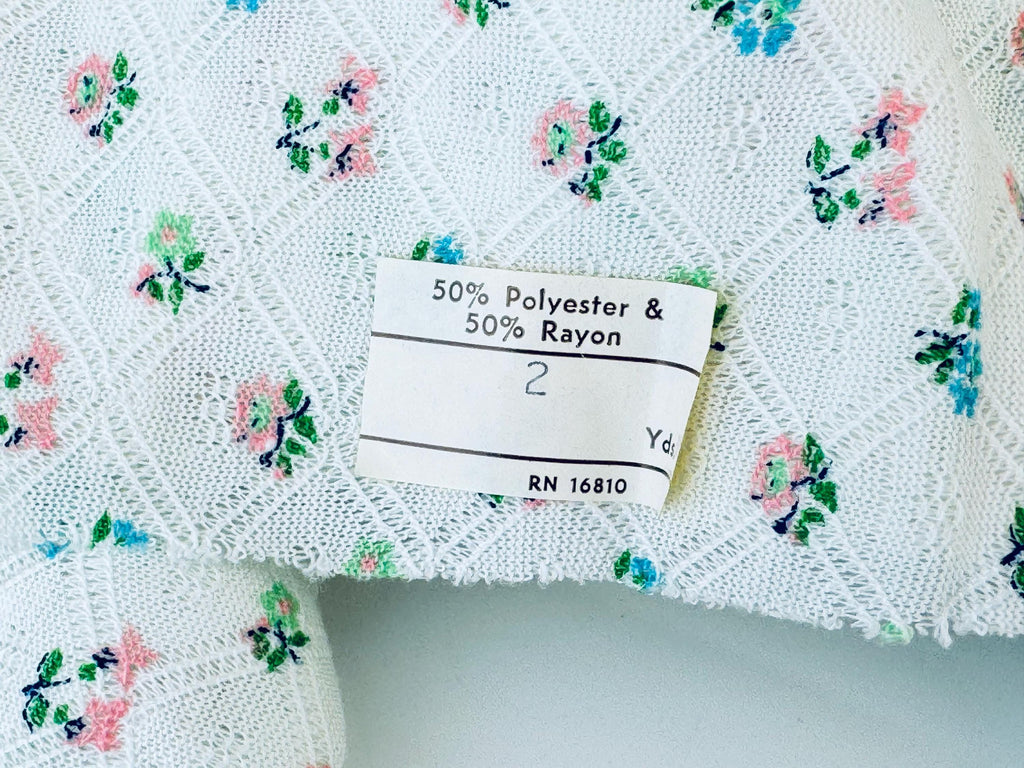 50% Polyester &
50% Rayon
2
Yds
RN 16810